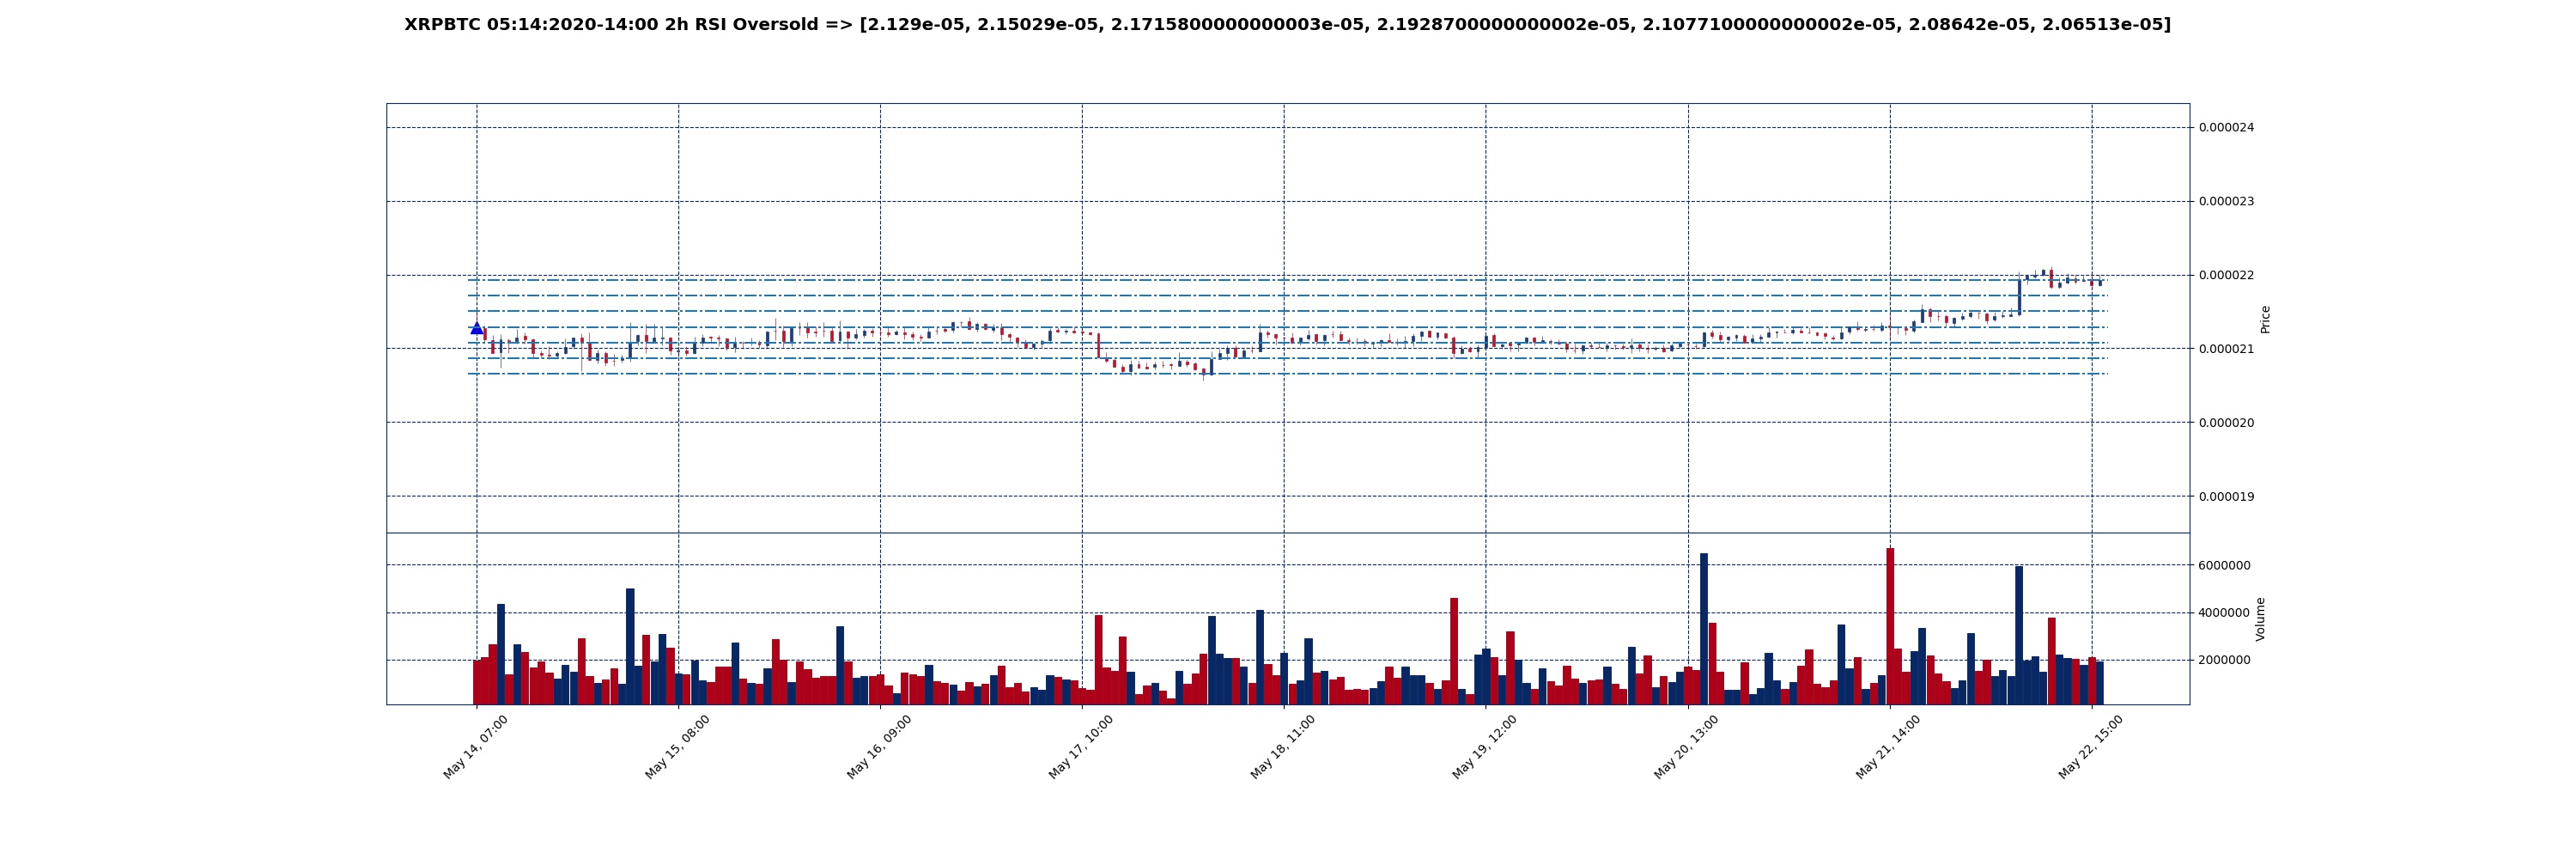 XRPBTC 05:14:2020-14:00 2h RSI Oversold => [2.129e-05, 2.15029e-05, 2.1715800000000003e-05, 2.1928700000000002e-05, 2.1077100000000002e-05, 2.08642e-05, 2.06513e-05]
0.000024
0.000023
0.000022
Price
0.000021
0.000020
0.000019
6000000
Volume
4000000
2000000
May 14, 07:00
May 15, 08:00
May 16, 09:00
May 17, 10:00
May 18, 11:00
May 19, 12:00
May 20, 13:00
May 21, 14:00
May 22, 15:00